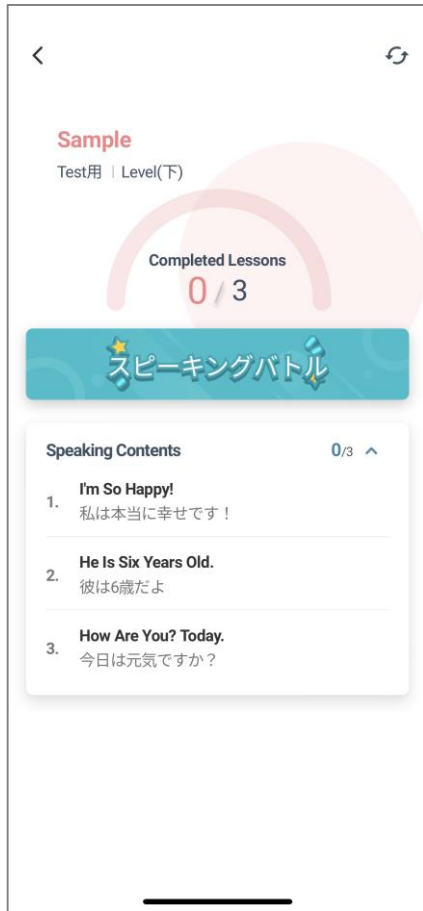 Sample
Test用 | Level(下)
Completed Lessons
0 / 3
スピーキングバトル
Speaking Contents 0/3
1. I'm So Happy!
私は本当に幸せです！
2. He Is Six Years Old.
彼は6歳だよ
3. How Are You? Today.
今日は元気ですか？